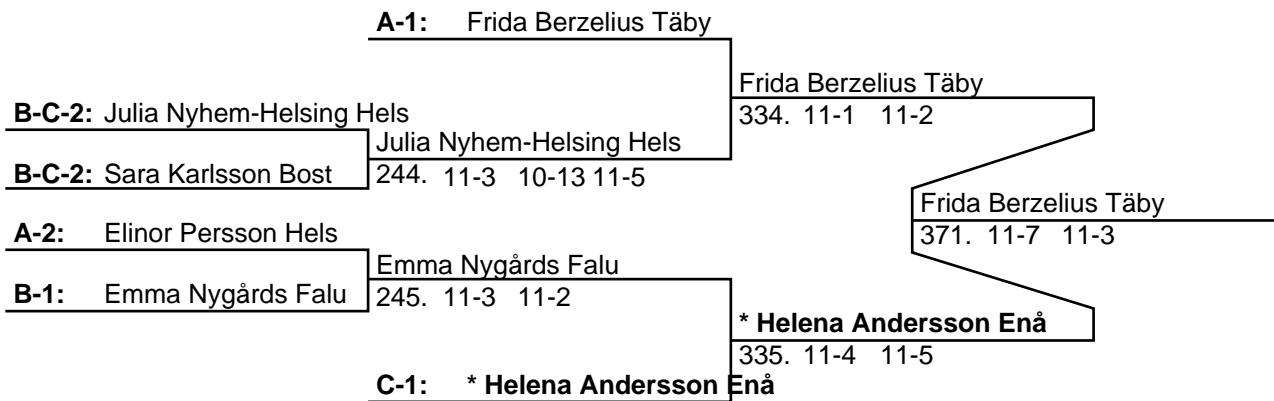 A-1: Frida Berzelius Täby
Frida Berzelius Täby
B-C-2: Julia Nyhem-Helsing Hels
334. 11-1 11-2
Julia Nyhem-Helsing Hels
B-C-2: Sara Karlsson Bost
244. 11-3 10-13 11-5
Frida Berzelius Täby
A-2: Elinor Persson Hels
371. 11-7 11-3
Emma Nygårds Falu
B-1: Emma Nygårds Falu
245. 11-3 11-2
* Helena Andersson Enå
335. 11-4 11-5
C-1: * Helena Andersson Enå